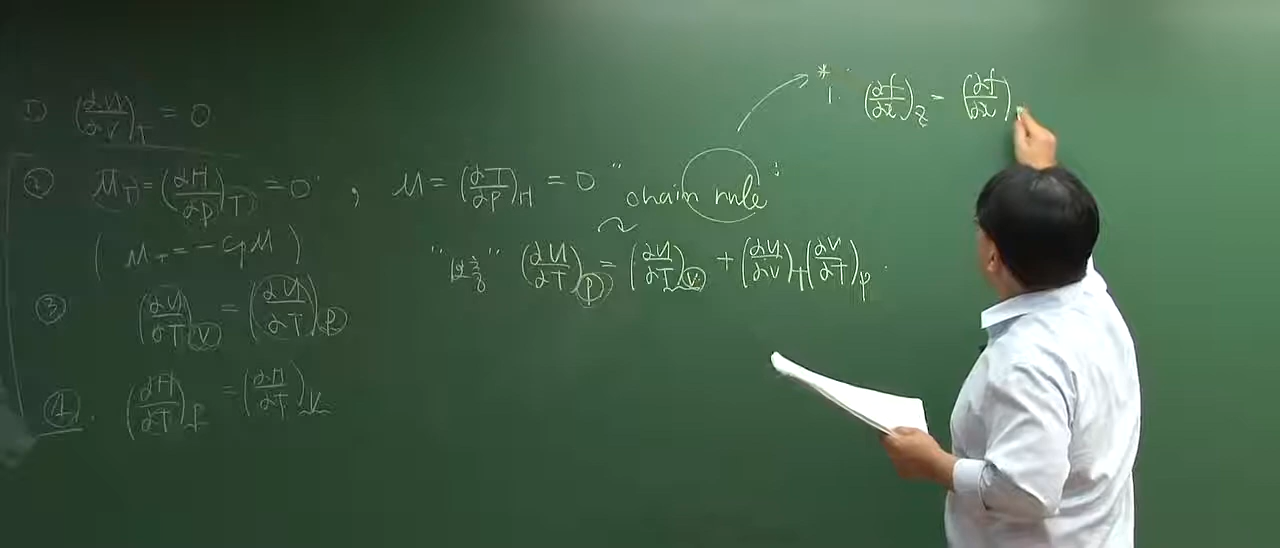 ① (∂U/∂V)_T = 0
② μ_T = (∂H/∂P)_T = 0 , μ = (∂T/∂P)_H = 0
( μ_T = - C_P μ )
③ (∂U/∂T)_V = (∂U/∂T)_P
④. (∂H/∂T)_P = (∂H/∂T)_V
" chain rule "
(∂U/∂T)_P = (∂U/∂T)_V + (∂U/∂V)_T (∂V/∂T)_P .
*
1. (∂f/∂x)_z = (∂f/∂x)